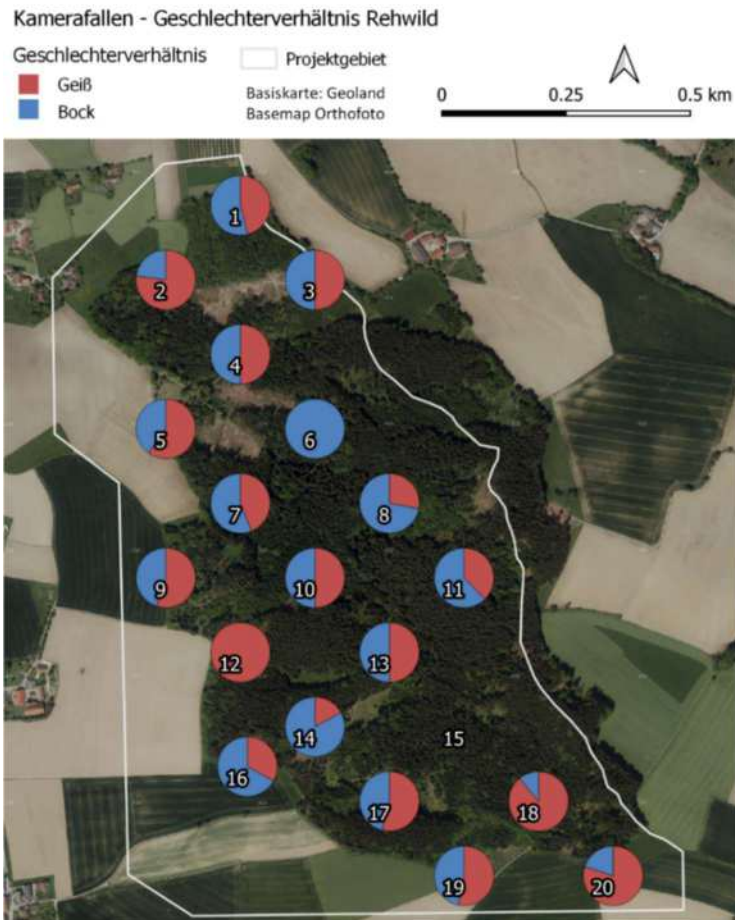 Kamerafallen - Geschlechterverhältnis Rehwild
Geschlechterverhältnis
Geiß
Bock
Projektgebiet
Basiskarte: Geoland
Basemap Orthofoto
0 0.25 0.5 km
1
2
3
4
5
6
7
8
9
10
11
12
13
14
15
16
17
18
19
20